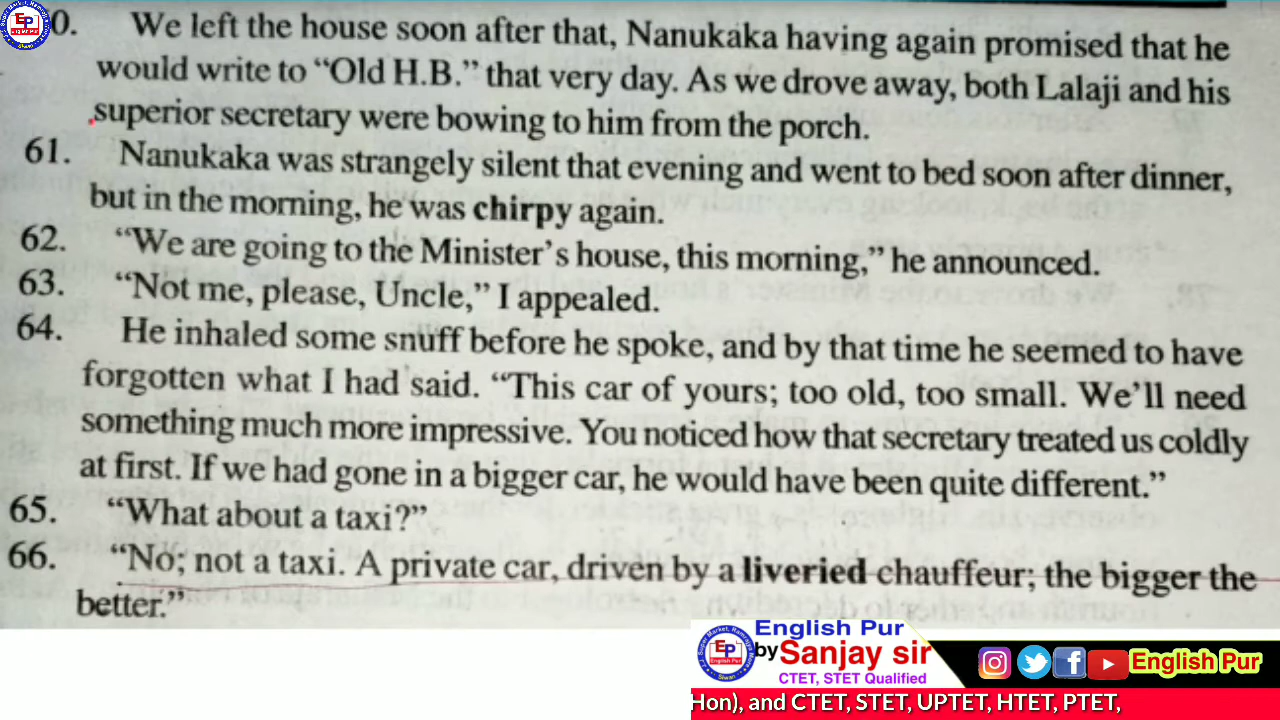 0. We left the house soon after that, Nanukaka having again promised that he
would write to “Old H.B.” that very day. As we drove away, both Lalaji and his
superior secretary were bowing to him from the porch.
61. Nanukaka was strangely silent that evening and went to bed soon after dinner,
but in the morning, he was chirpy again.
62. “We are going to the Minister’s house, this morning,” he announced.
63. “Not me, please, Uncle,” I appealed.
64. He inhaled some snuff before he spoke, and by that time he seemed to have
forgotten what I had said. “This car of yours; too old, too small. We’ll need
something much more impressive. You noticed how that secretary treated us coldly
at first. If we had gone in a bigger car, he would have been quite different.”
65. “What about a taxi?”
66. “No; not a taxi. A private car, driven by a liveried chauffeur; the bigger the
better.”
EP
English Pur
Siwan
English Pur
by Sanjay sir
CTET, STET Qualified
EP
English Pur
Siwan
English Pur
Hon), and CTET, STET, UPTET, HTET, PTET,